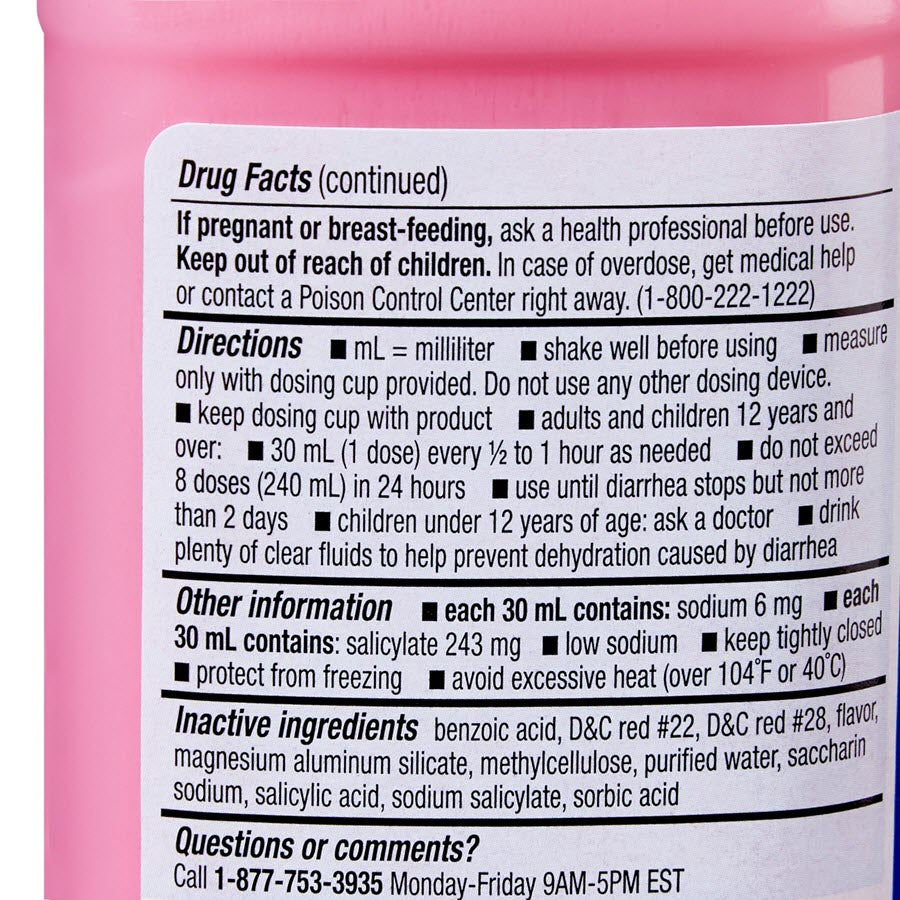 Drug Facts (continued)
If pregnant or breast-feeding, ask a health professional before use.
Keep out of reach of children. In case of overdose, get medical help
or contact a Poison Control Center right away. (1-800-222-1222)
Directions ■ mL = milliliter ■ shake well before using ■ measure
only with dosing cup provided. Do not use any other dosing device.
■ keep dosing cup with product ■ adults and children 12 years and
over: ■ 30 mL (1 dose) every ½ to 1 hour as needed ■ do not exceed
8 doses (240 mL) in 24 hours ■ use until diarrhea stops but not more
than 2 days ■ children under 12 years of age: ask a doctor ■ drink
plenty of clear fluids to help prevent dehydration caused by diarrhea
Other information ■ each 30 mL contains: sodium 6 mg ■ each
30 mL contains: salicylate 243 mg ■ low sodium ■ keep tightly closed
■ protect from freezing ■ avoid excessive heat (over 104°F or 40°C)
Inactive ingredients benzoic acid, D&C red #22, D&C red #28, flavor,
magnesium aluminum silicate, methylcellulose, purified water, saccharin
sodium, salicylic acid, sodium salicylate, sorbic acid
Questions or comments?
Call 1-877-753-3935 Monday-Friday 9AM-5PM EST